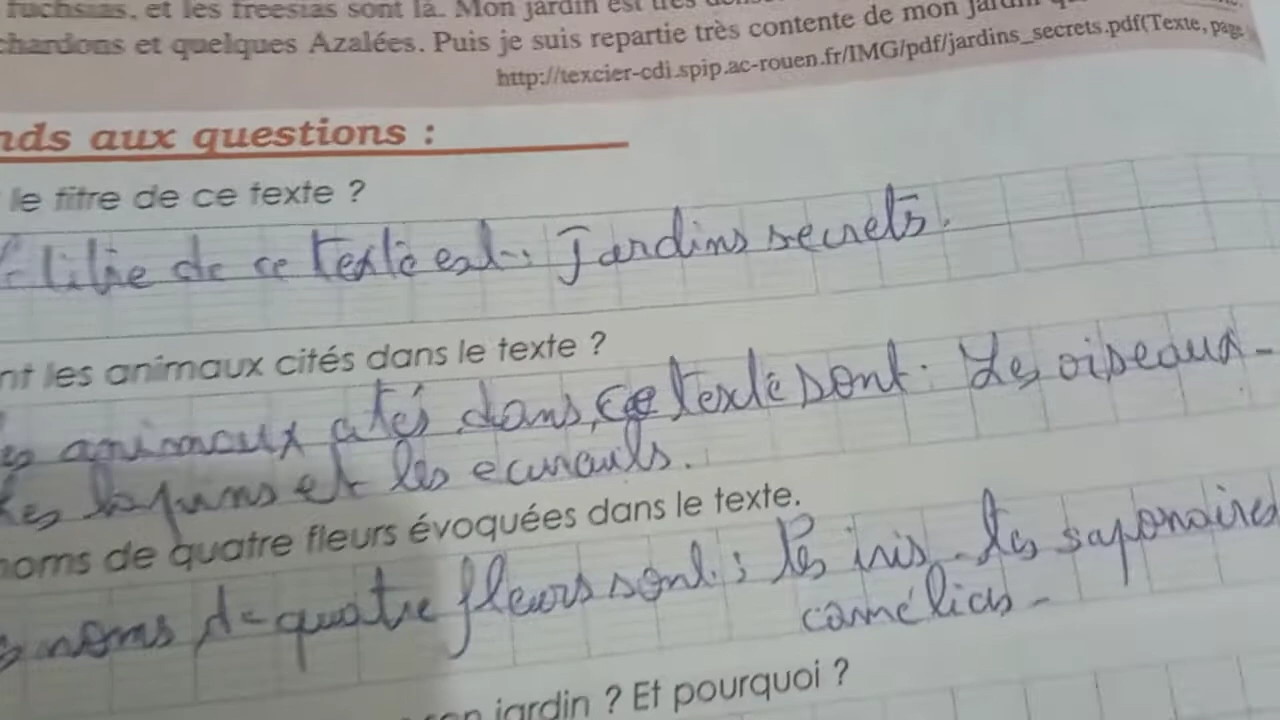 fuchsias, et les freesias sont là. Mon jardin est très
chardons et quelques Azalées. Puis je suis repartie très contente de mon jardin
http://texcier-cdi.spip.ac-rouen.fr/IMG/pdf/jardins_secrets.pdf(Texte, page
nds aux questions :
le titre de ce texte ?
titre de ce texte est : Jardins secrets.
nt les animaux cités dans le texte ?
es animaux cités dans ce texte sont : Les oiseaux -
Les lapins et les ecureuils.
noms de quatre fleurs évoquées dans le texte.
noms de quatre fleurs sont : les iris - les saponaires
camélias -
jardin ? Et pourquoi ?